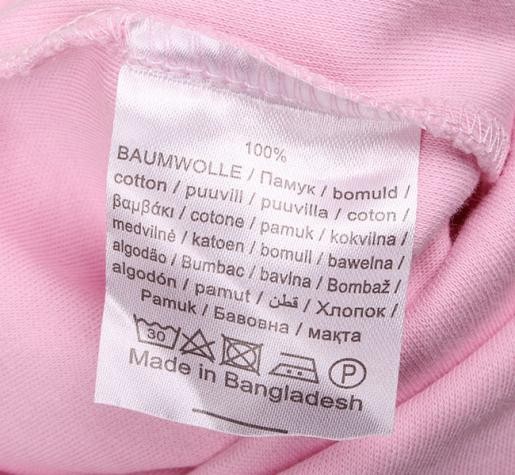 100%
BAUMWOLLE / Памук / bomuld /
cotton / puuvill / puuvilla / coton /
βαμβάκι / cotone / pamuk / kokvilna /
medvilnė / katoen / bomull / bawełna /
algodão / Bumbac / bavlna / Bombaž /
algodón / pamut / قطن / Хлопок /
Pamuk / Бавовна / мақта
30 P
Made in Bangladesh